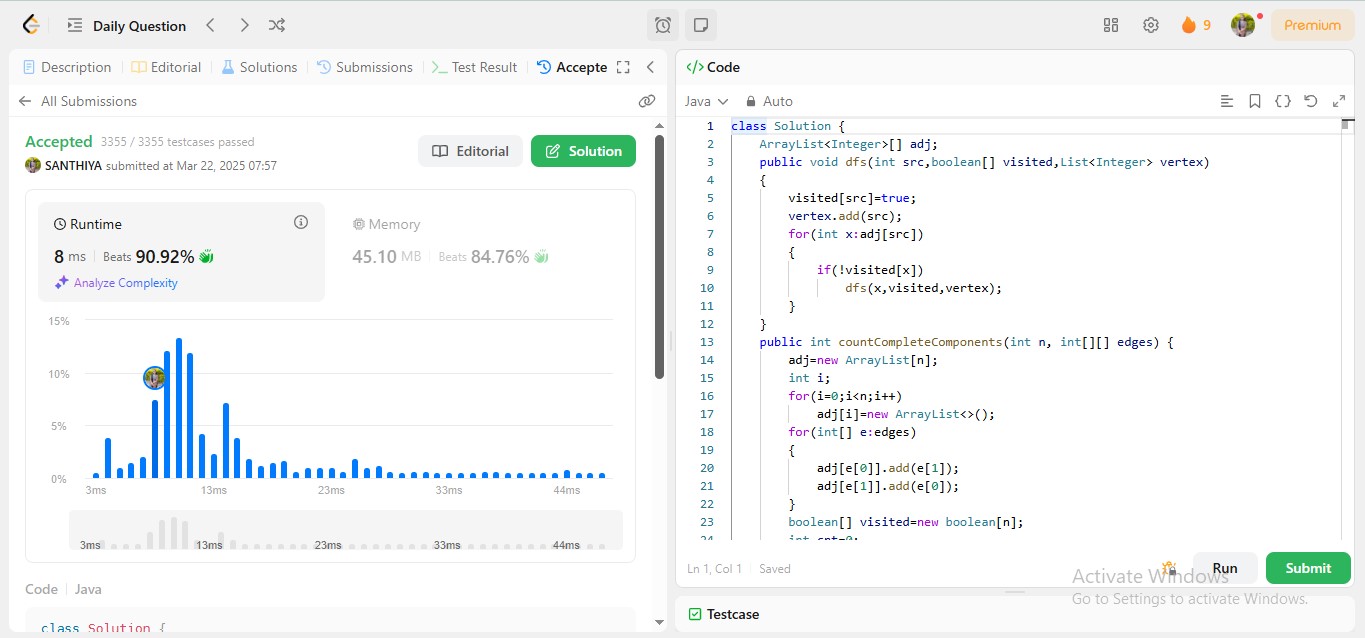 Daily Question
9
Premium
Description
Editorial
Solutions
Submissions
Test Result
Accepte
All Submissions
Accepted 3355 / 3355 testcases passed
SANTHIYA submitted at Mar 22, 2025 07:57
Editorial
Solution
Runtime
8 ms Beats 90.92%
Analyze Complexity
Memory
45.10 MB Beats 84.76%
15%
10%
5%
0%
3ms 13ms 23ms 33ms 44ms
3ms 13ms 23ms 33ms 44ms
Code Java
class Solution {
</> Code
Java Auto
1 class Solution {
2 ArrayList<Integer>[] adj;
3 public void dfs(int src,boolean[] visited,List<Integer> vertex)
4 {
5 visited[src]=true;
6 vertex.add(src);
7 for(int x:adj[src])
8 {
9 if(!visited[x])
10 dfs(x,visited,vertex);
11 }
12 }
13 public int countCompleteComponents(int n, int[][] edges) {
14 adj=new ArrayList[n];
15 int i;
16 for(i=0;i<n;i++)
17 adj[i]=new ArrayList<>();
18 for(int[] e:edges)
19 {
20 adj[e[0]].add(e[1]);
21 adj[e[1]].add(e[0]);
22 }
23 boolean[] visited=new boolean[n];
24 int cnt=0;
Ln 1, Col 1 Saved
Run
Submit
Activate Windows
Go to Settings to activate Windows.
Testcase